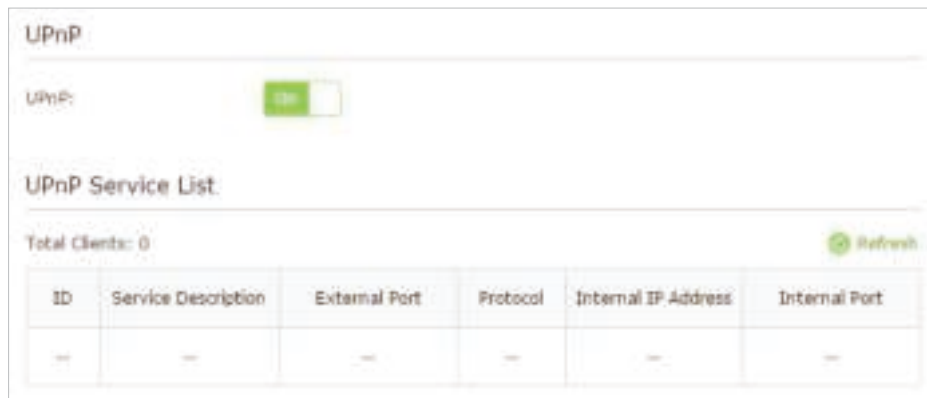 UPnP
UPnP:
On
UPnP Service List
Total Clients: 0
Refresh
ID Service Description External Port Protocol Internal IP Address Internal Port
-- -- -- -- -- --